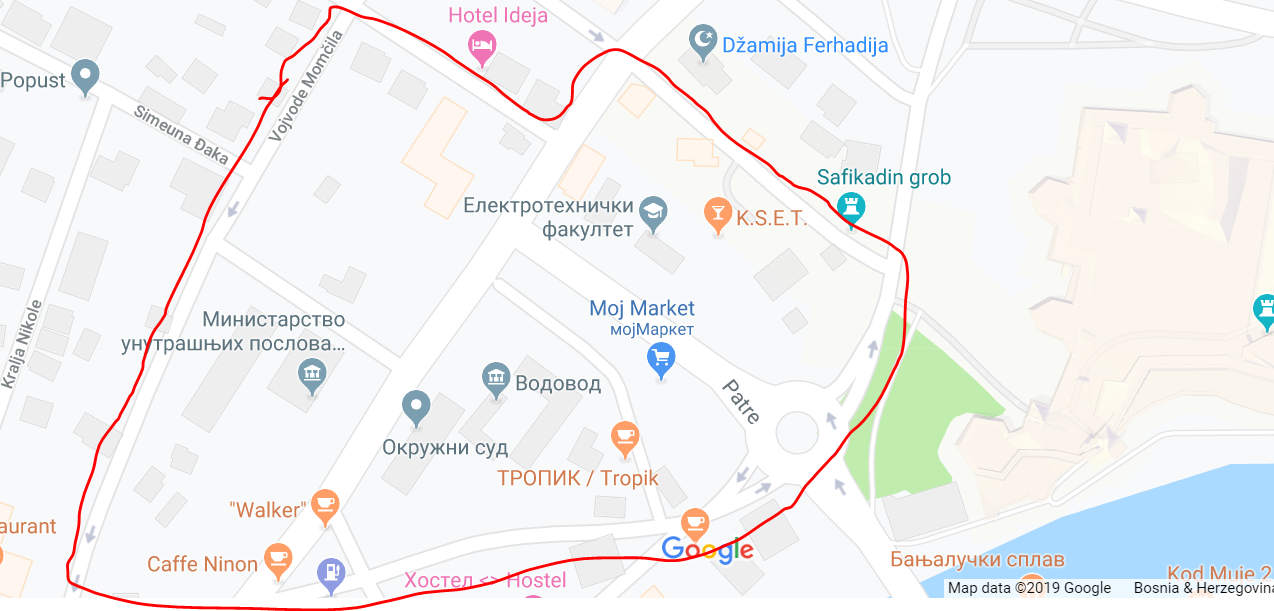 Hotel Ideja
Džamija Ferhadija
Popust
Vojvode Momčila
Simeuna Đaka
Safikadin grob
Електротехнички
факултет
K.S.E.T.
Kralja Nikole
Министарство
унутрашњих послова...
Moj Market
мојМаркет
Водовод
Patre
Окружни суд
ТРОПИК / Tropik
"Walker"
aurant
Caffe Ninon
Google
Хостел <> Hostel
Бањалучки сплав
Kod Muje 2
Map data ©2019 Google
Bosnia & Herzegovina